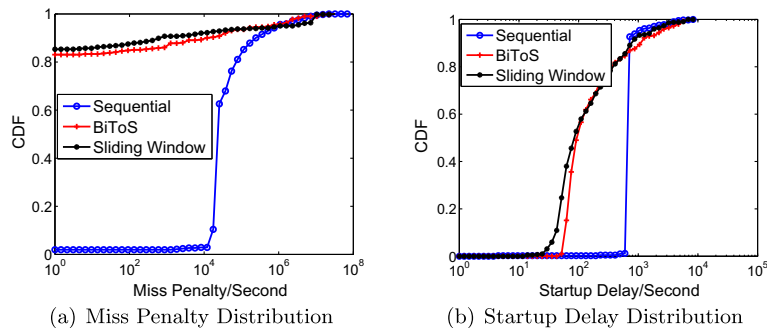 1
0.8
0.6
0.4
0.2
0
CDF
Sequential
BiToS
Sliding Window
10^0 10^2 10^4 10^6 10^8
Miss Penalty/Second
(a) Miss Penalty Distribution
1
0.8
0.6
0.4
0.2
0
CDF
Sequential
BiToS
Sliding Window
10^0 10^1 10^2 10^3 10^4 10^5
Startup Delay/Second
(b) Startup Delay Distribution